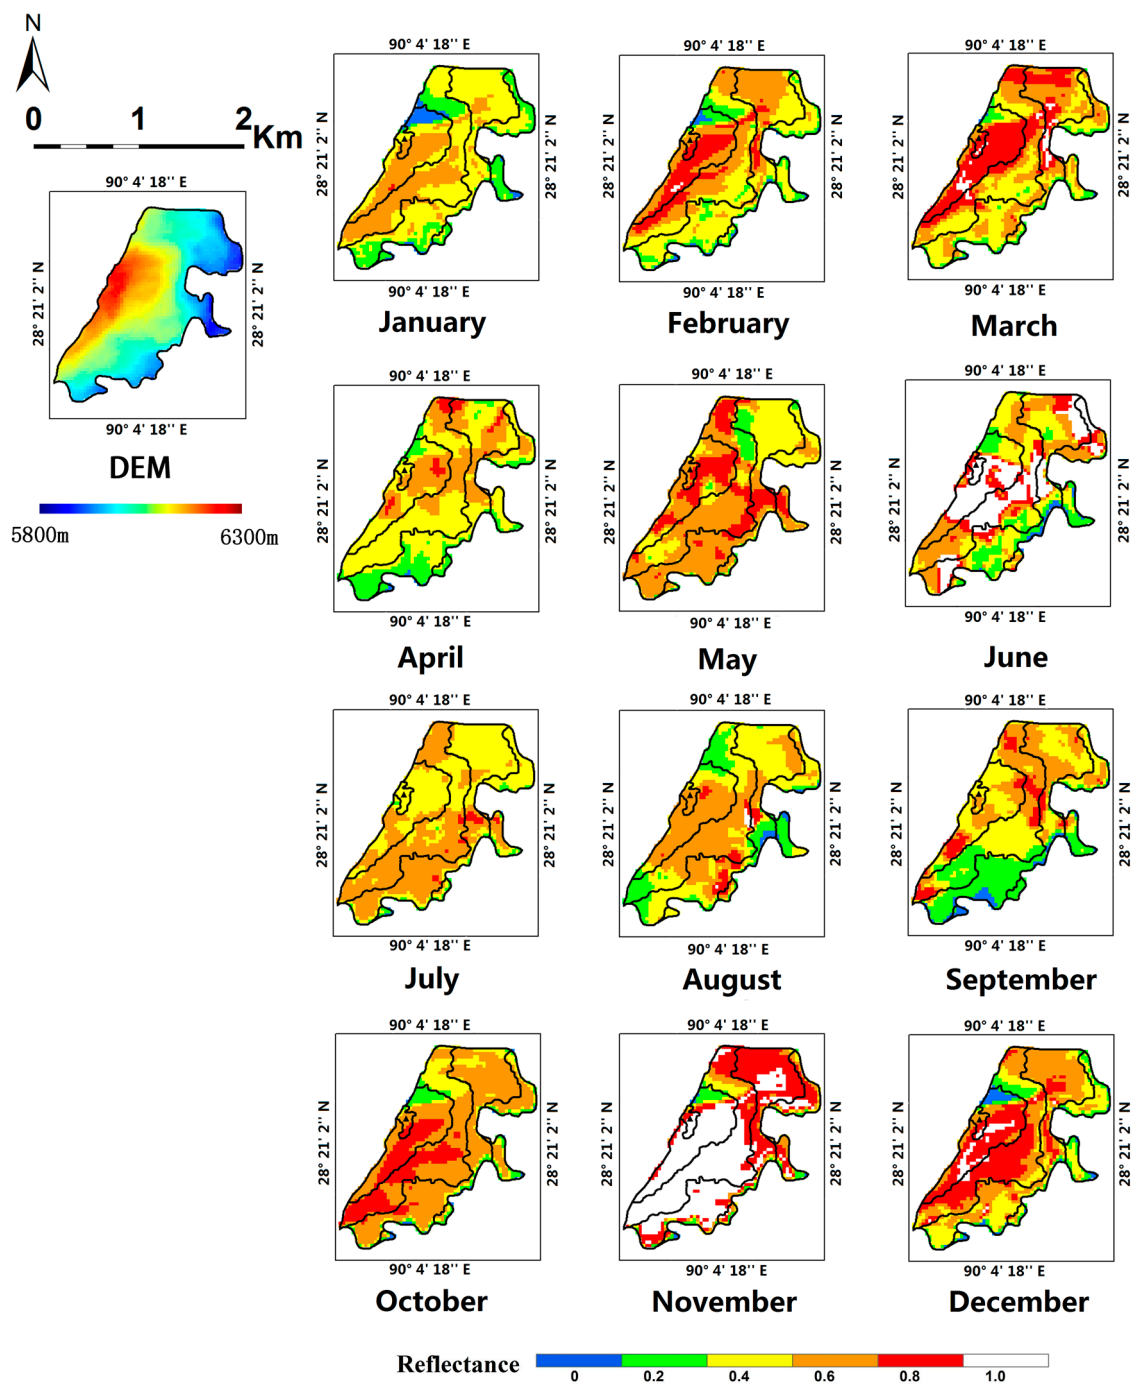 N
0 1 2 Km
90° 4' 18'' E
28° 21' 2'' N
28° 21' 2'' N
90° 4' 18'' E
DEM
5800m 6300m
90° 4' 18'' E 90° 4' 18'' E 90° 4' 18'' E
28° 21' 2'' N 28° 21' 2'' N 28° 21' 2'' N 28° 21' 2'' N 28° 21' 2'' N 28° 21' 2'' N
90° 4' 18'' E 90° 4' 18'' E 90° 4' 18'' E
January February March
90° 4' 18'' E 90° 4' 18'' E 90° 4' 18'' E
28° 21' 2'' N 28° 21' 2'' N 28° 21' 2'' N 28° 21' 2'' N 28° 21' 2'' N 28° 21' 2'' N
90° 4' 18'' E 90° 4' 18'' E 90° 4' 18'' E
April May June
90° 4' 18'' E 90° 4' 18'' E 90° 4' 18'' E
28° 21' 2'' N 28° 21' 2'' N 28° 21' 2'' N 28° 21' 2'' N 28° 21' 2'' N 28° 21' 2'' N
90° 4' 18'' E 90° 4' 18'' E 90° 4' 18'' E
July August September
90° 4' 18'' E 90° 4' 18'' E 90° 4' 18'' E
28° 21' 2'' N 28° 21' 2'' N 28° 21' 2'' N 28° 21' 2'' N 28° 21' 2'' N 28° 21' 2'' N
90° 4' 18'' E 90° 4' 18'' E 90° 4' 18'' E
October November December
Reflectance 0 0.2 0.4 0.6 0.8 1.0